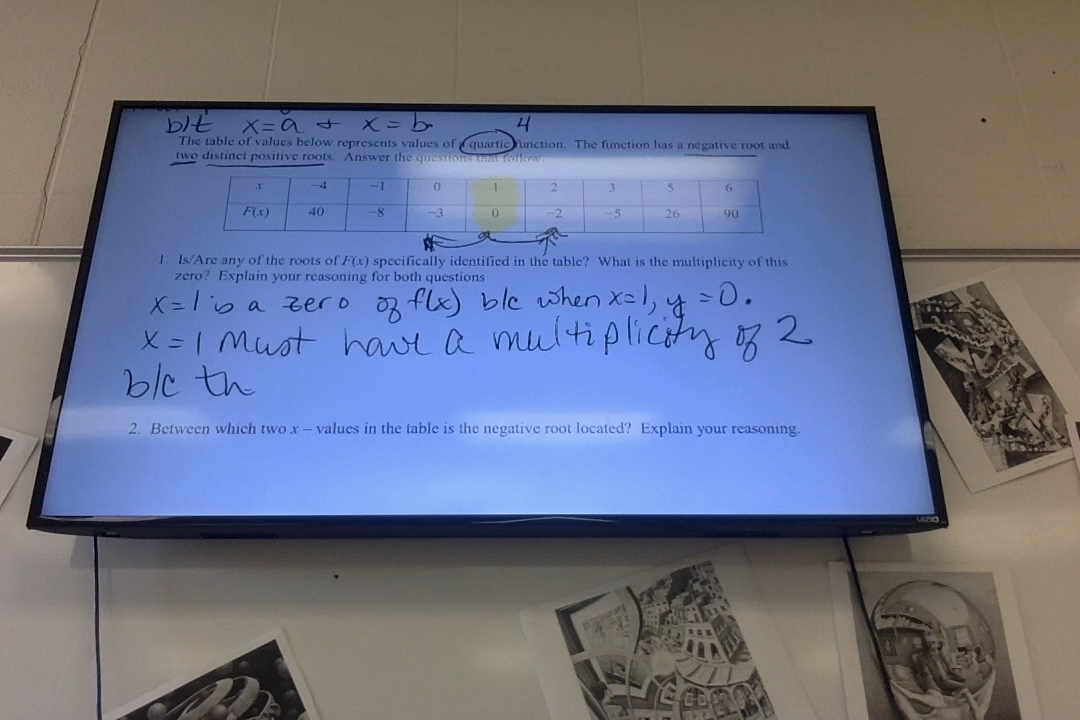 b/t x=a + x=b
4
The table of values below represents values of a quartic function. The function has a negative root and
two distinct positive roots. Answer the questions that follow.
x -4 -1 0 1 2 3 5 6
F(x) 40 -8 -3 0 -2 -5 26 90
1. Is/Are any of the roots of F(x) specifically identified in the table? What is the multiplicity of this
zero? Explain your reasoning for both questions
x=1 is a zero of f(x) b/c when x=1, y=0.
x=1 Must have a multiplicity of 2
b/c th
2. Between which two x – values in the table is the negative root located? Explain your reasoning.
VIZIO